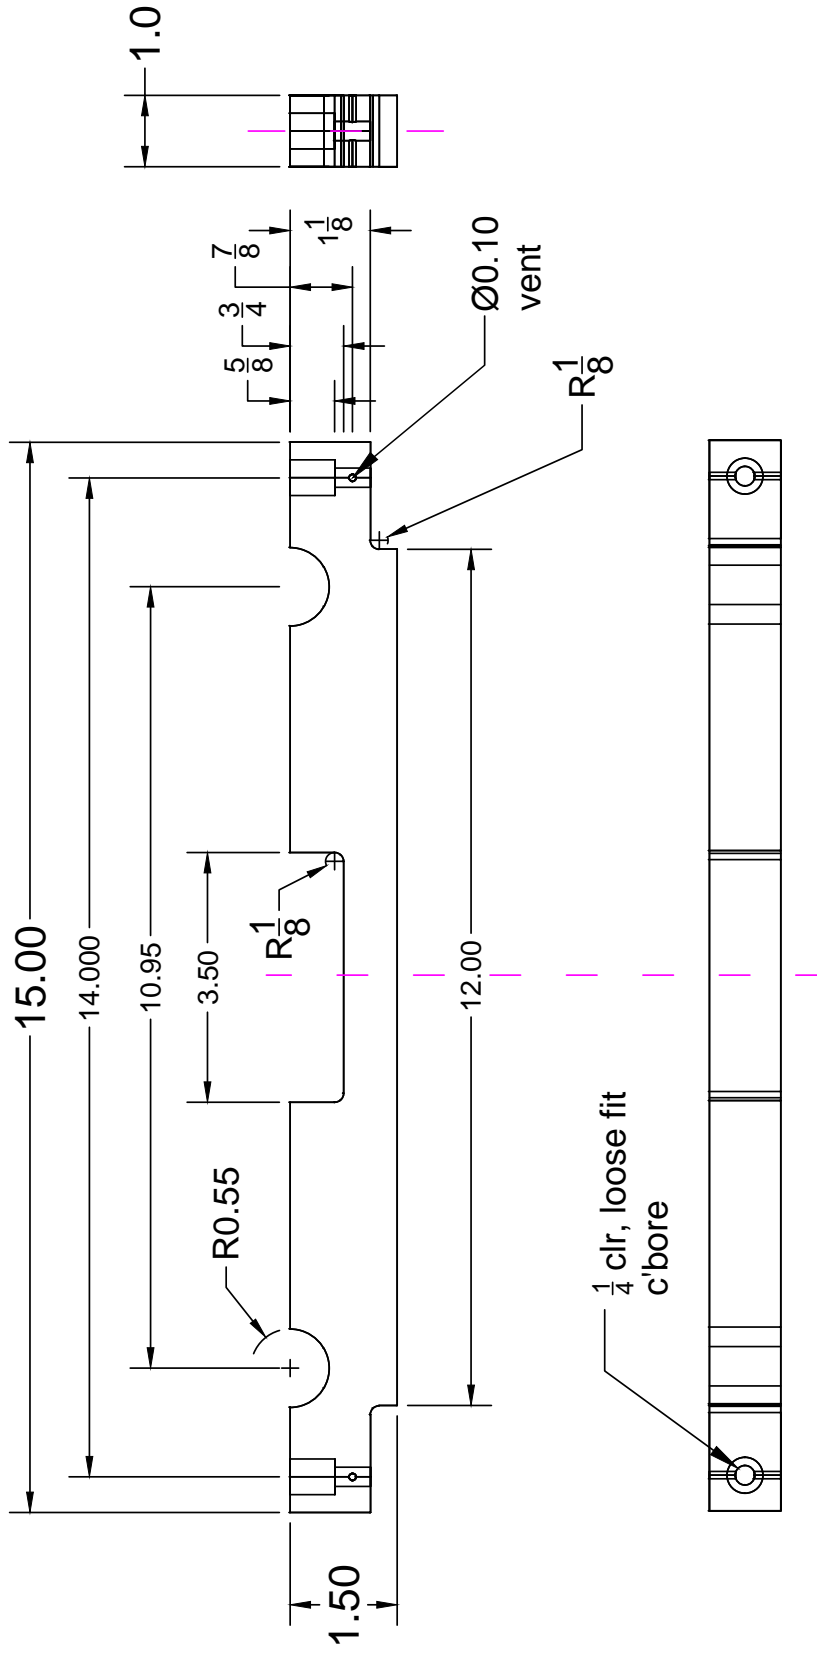 15.00
14.000
10.95
3.50
R0.55
R1/8
5/8
3/4
7/8
1 1/8
1.0
1.50
12.00
Ø0.10
vent
R1/8
1/4 clr, loose fit
c'bore